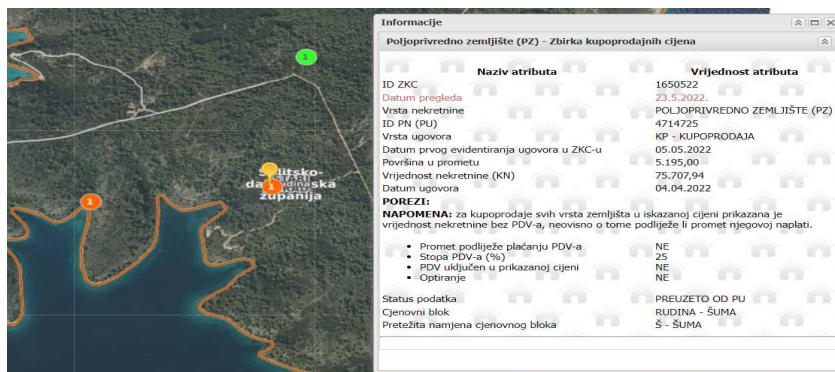 1
1
1
Splitsko-
dalmatinska
županija
Informacije
Poljoprivredno zemljište (PZ) - Zbirka kupoprodajnih cijena
Naziv atributa Vrijednost atributa
ID ZKC 1650522
Datum pregleda 23.5.2022.
Vrsta nekretnine POLJOPRIVREDNO ZEMLJIŠTE (PZ)
ID PN (PU) 4714725
Vrsta ugovora KP - KUPOPRODAJA
Datum prvog evidentiranja ugovora u ZKC-u 05.05.2022
Površina u prometu 5.195,00
Vrijednost nekretnine (KN) 75.707,94
Datum ugovora 04.04.2022
POREZI:
NAPOMENA: za kupoprodaje svih vrsta zemljišta u iskazanoj cijeni prikazana je
vrijednost nekretnine bez PDV-a, neovisno o tome podliježe li promet njegovoj naplati.
• Promet podliježe plaćanju PDV-a NE
• Stopa PDV-a (%) 25
• PDV uključen u prikazanoj cijeni NE
• Optiranje NE
Status podatka PREUZETO OD PU
Cjenovni blok RUDINA - ŠUMA
Pretežita namjena cjenovnog bloka Š - ŠUMA